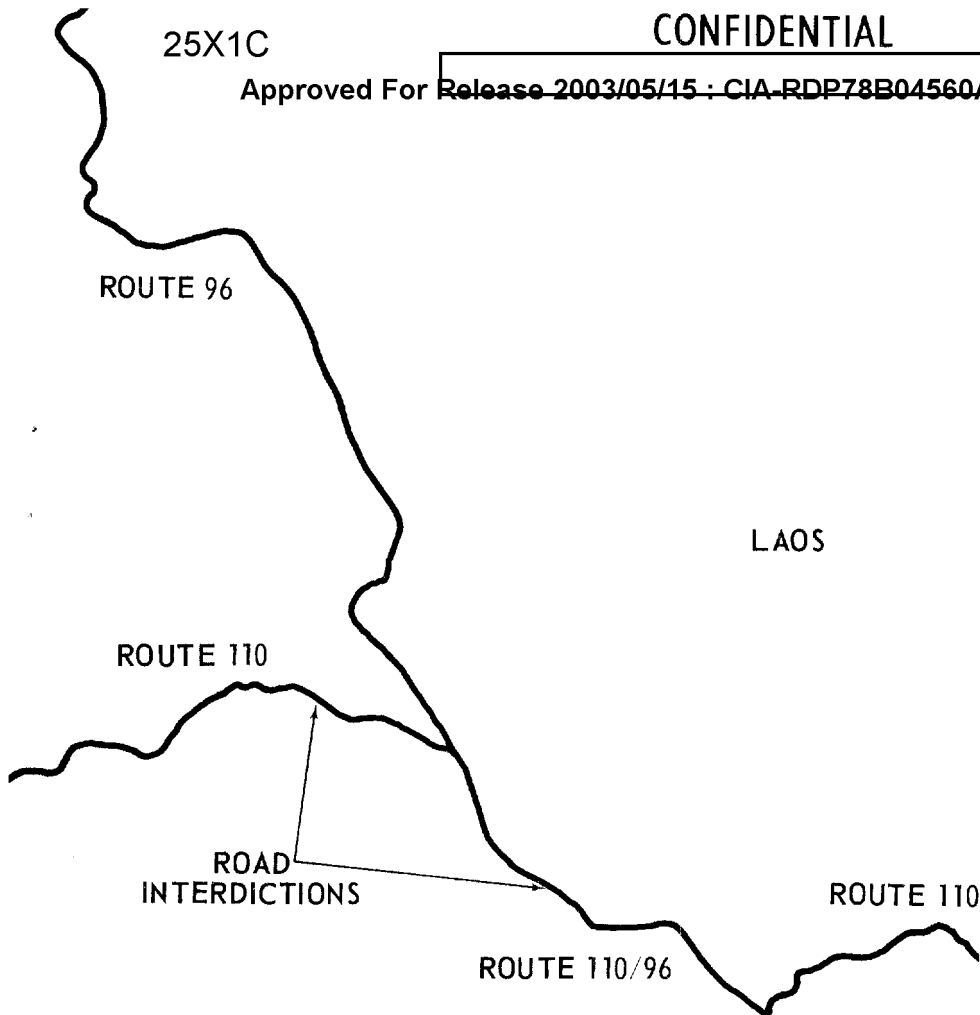 25X1C
CONFIDENTIAL
Approved For Release 2003/05/15 : CIA-RDP78B04560A
ROUTE 96
LAOS
ROUTE 110
ROAD
INTERDICTIONS
ROUTE 110
ROUTE 110/96